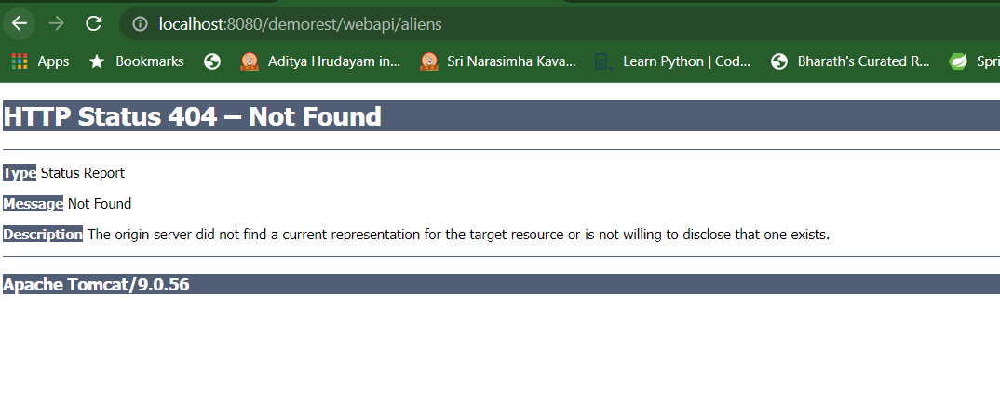 localhost:8080/demorest/webapi/aliens
Apps Bookmarks Aditya Hrudayam in... Sri Narasimha Kava... Learn Python | Cod... Bharath's Curated R... Spri
HTTP Status 404 – Not Found
Type Status Report
Message Not Found
Description The origin server did not find a current representation for the target resource or is not willing to disclose that one exists.
Apache Tomcat/9.0.56